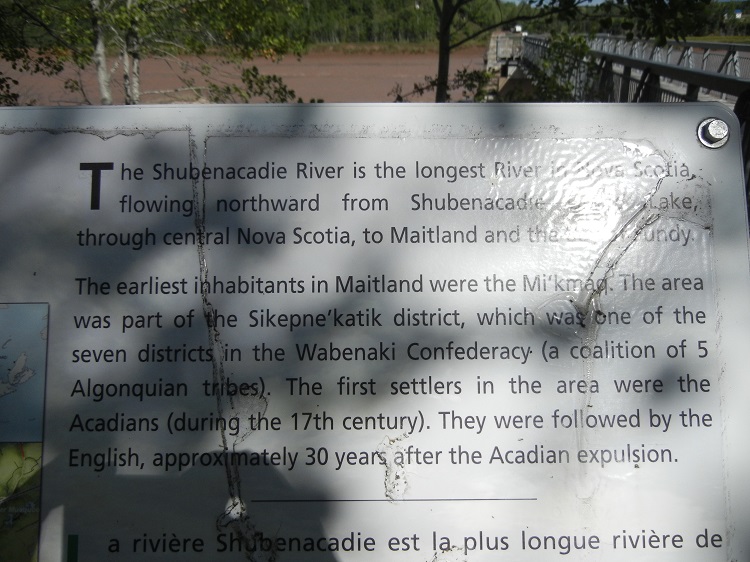 The Shubenacadie River is the longest River in Nova Scotia,
flowing northward from Shubenacadie Lake,
through central Nova Scotia, to Maitland and the Fundy.
The earliest inhabitants in Maitland were the Mi'kmaq. The area
was part of the Sikepne'katik district, which was one of the
seven districts in the Wabenaki Confederacy (a coalition of 5
Algonquian tribes). The first settlers in the area were the
Acadians (during the 17th century). They were followed by the
English, approximately 30 years after the Acadian expulsion.
La rivière Shubenacadie est la plus longue rivière de